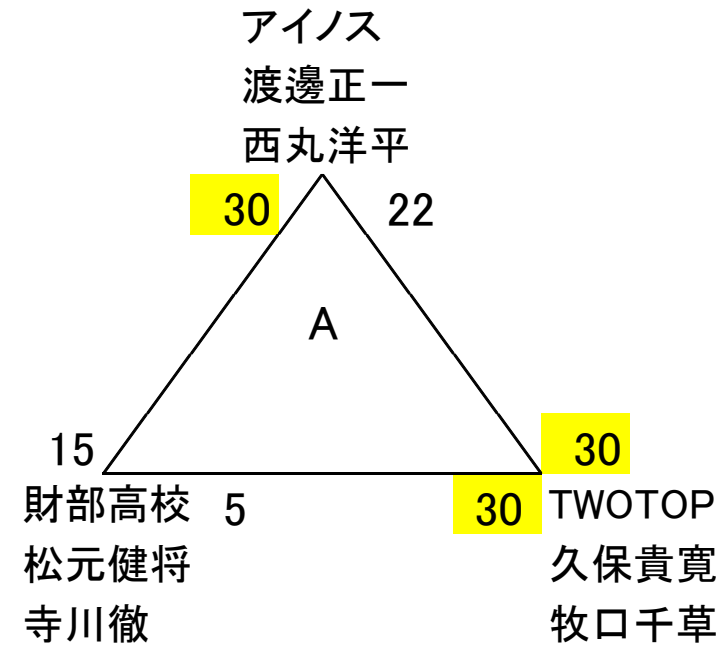 アイノス
渡邊正一
西丸洋平
30
22
A
15
30
財部高校
5
30
TWOTOP
松元健将
久保貴寛
寺川徹
牧口千草